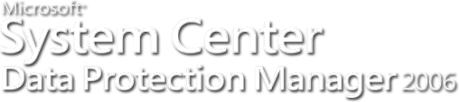 Microsoft®
System Center
Data Protection Manager 2006